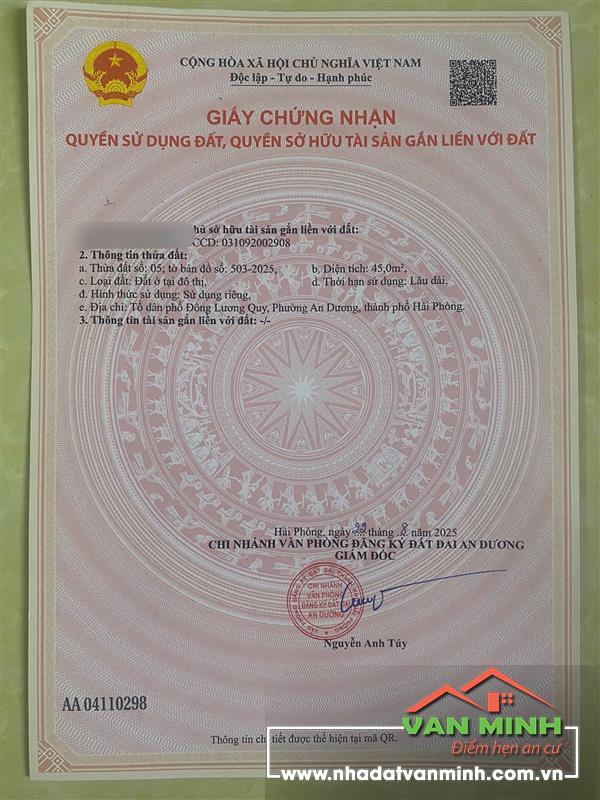 CỘNG HÒA XÃ HỘI CHỦ NGHĨA VIỆT NAM
Độc lập - Tự do - Hạnh phúc
GIẤY CHỨNG NHẬN
QUYỀN SỬ DỤNG ĐẤT, QUYỀN SỞ HỮU TÀI SẢN GẮN LIỀN VỚI ĐẤT
sở hữu tài sản gắn liền với đất:
CCD: 031092002908
2. Thông tin thửa đất:
a. Thửa đất số: 05; tờ bản đồ số: 503-2025, b. Diện tích: 45,0m²,
c. Loại đất: Đất ở tại đô thị, d. Thời hạn sử dụng: Lâu dài,
đ. Hình thức sử dụng: Sử dụng riêng,
e. Địa chỉ: Tổ dân phố Đồng Lương Quy, Phường An Dương, thành phố Hải Phòng.
3. Thông tin tài sản gắn liền với đất: -/-
Hải Phòng, ngày 29 tháng 8 năm 2025
CHI NHÁNH VĂN PHÒNG ĐĂNG KÝ ĐẤT ĐAI AN DƯƠNG
GIÁM ĐỐC
CHI NHÁNH
VĂN PHÒNG
ĐĂNG KÝ ĐẤT ĐAI
AN DƯƠNG
Nguyễn Anh Túy
AA 04110298
VAN MINH
Điểm hẹn an cư
Thông tin chi tiết được thể hiện tại mã QR.
www.nhadatvanminh.com.vn